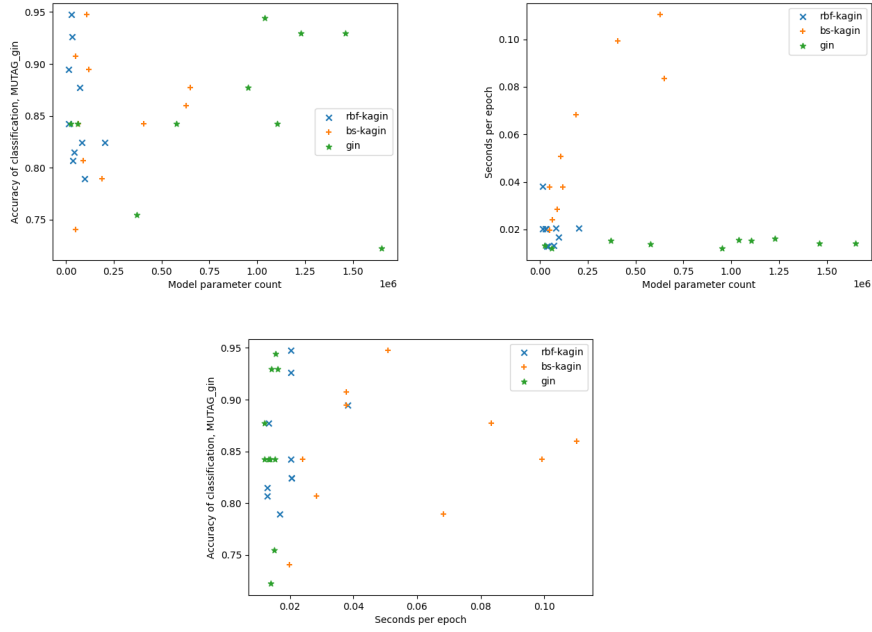 Accuracy of classification, MUTAG_gin
0.95
0.90
0.85
0.80
0.75
rbf-kagin
bs-kagin
gin
0.00 0.25 0.50 0.75 1.00 1.25 1.50
Model parameter count
1e6
Seconds per epoch
0.10
0.08
0.06
0.04
0.02
rbf-kagin
bs-kagin
gin
0.00 0.25 0.50 0.75 1.00 1.25 1.50
Model parameter count
1e6
Accuracy of classification, MUTAG_gin
0.95
0.90
0.85
0.80
0.75
rbf-kagin
bs-kagin
gin
0.02 0.04 0.06 0.08 0.10
Seconds per epoch